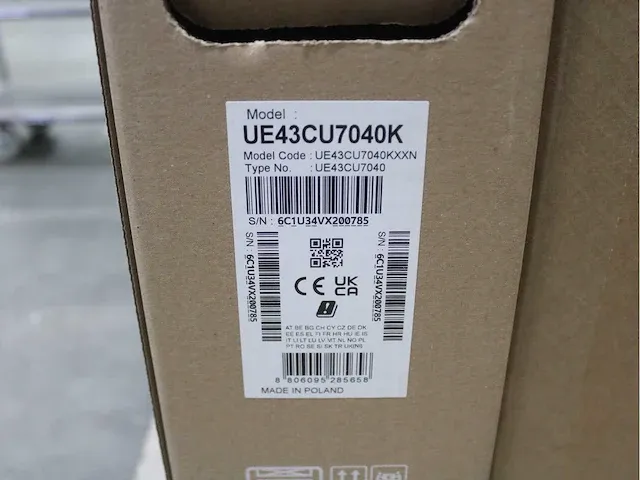 Model :
UE43CU7040K
Model Code : UE43CU7040KXXN
Type No. : UE43CU7040
S/N : 6C1U34VX200785
S/N : 6C1U34VX200785
S/N : 6C1U34VX200785
CE UK CA
AT BE BG CH CY CZ DE DK
EE ES EL FI FR HR HU IE IS
IT LI LT LU LV MT NL NO PL
PT RO SE SI SK TR UK(NI)
8 806095 285658
MADE IN POLAND